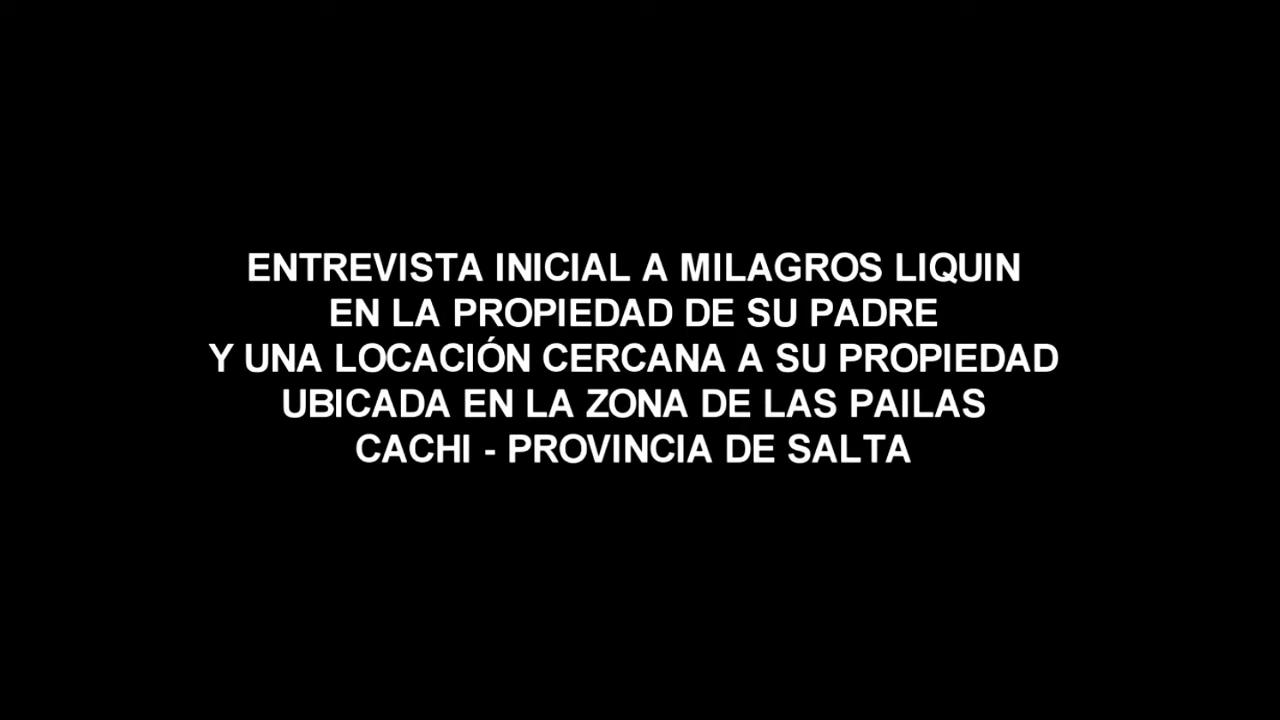 ENTREVISTA INICIAL A MILAGROS LIQUIN
EN LA PROPIEDAD DE SU PADRE
Y UNA LOCACIÓN CERCANA A SU PROPIEDAD
UBICADA EN LA ZONA DE LAS PAILAS
CACHI - PROVINCIA DE SALTA